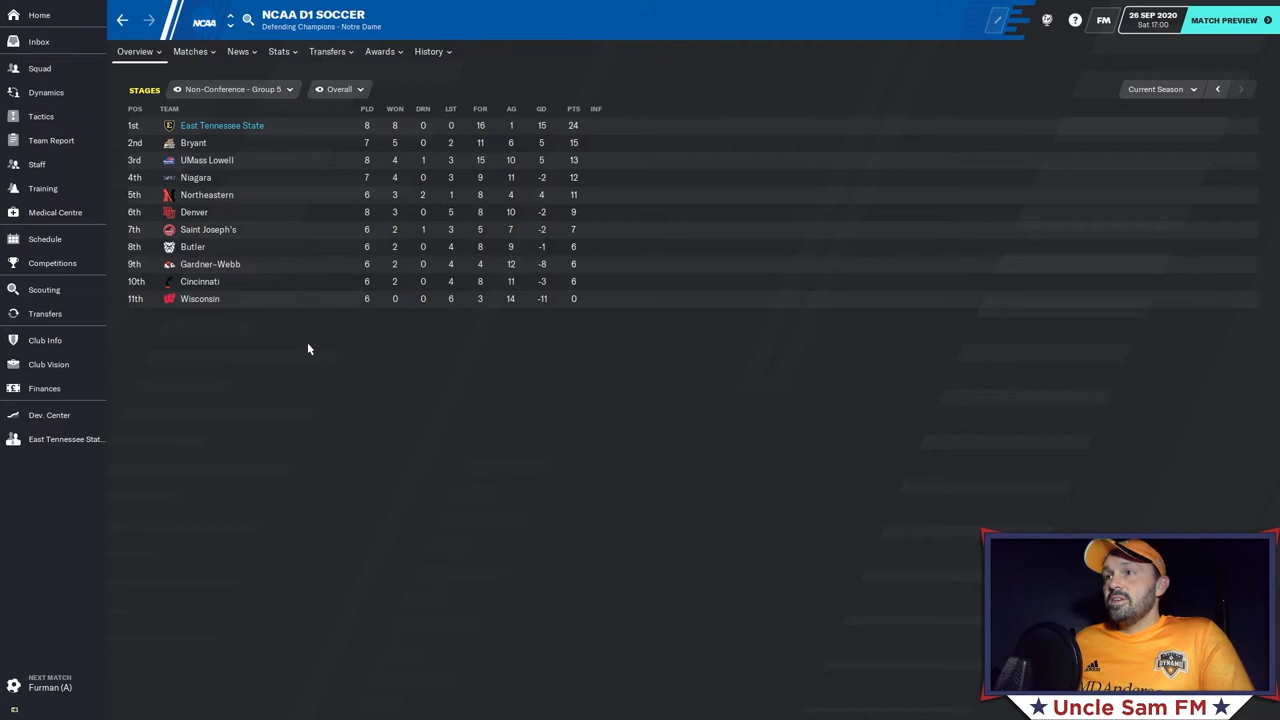 Home
Inbox
Squad
Dynamics
Tactics
Team Report
Staff
Training
Medical Centre
Schedule
Competitions
Scouting
Transfers
Club Info
Club Vision
Finances
Dev. Center
East Tennessee Stat...
NEXT MATCH
Furman (A)
NCAA
NCAA D1 SOCCER
Defending Champions - Notre Dame
?
FM
26 SEP 2020
Sat 17:00
MATCH PREVIEW
Overview Matches News Stats Transfers Awards History
STAGES Non-Conference - Group 5 Overall Current Season
POS TEAM PLD WON DRN LST FOR AG GD PTS INF
1st East Tennessee State 8 8 0 0 16 1 15 24
2nd Bryant 7 5 0 2 11 6 5 15
3rd UMass Lowell 8 4 1 3 15 10 5 13
4th Niagara 7 4 0 3 9 11 -2 12
5th Northeastern 6 3 2 1 8 4 4 11
6th Denver 8 3 0 5 8 10 -2 9
7th Saint Joseph's 6 2 1 3 5 7 -2 7
8th Butler 6 2 0 4 8 9 -1 6
9th Gardner-Webb 6 2 0 4 4 12 -8 6
10th Cincinnati 6 2 0 4 8 11 -3 6
11th Wisconsin 6 0 0 6 3 14 -11 0
DYNAMO
MDAnderso
★ Uncle Sam FM ★